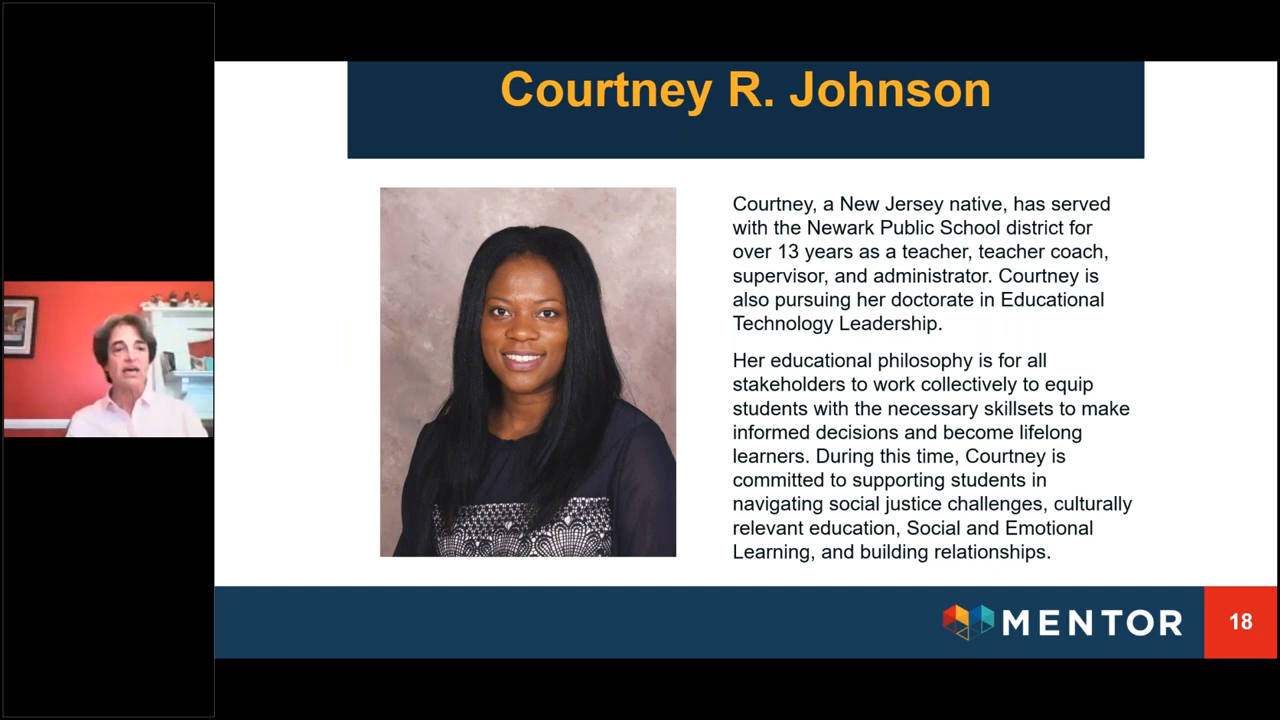 Courtney R. Johnson
Courtney, a New Jersey native, has served
with the Newark Public School district for
over 13 years as a teacher, teacher coach,
supervisor, and administrator. Courtney is
also pursuing her doctorate in Educational
Technology Leadership.
Her educational philosophy is for all
stakeholders to work collectively to equip
students with the necessary skillsets to make
informed decisions and become lifelong
learners. During this time, Courtney is
committed to supporting students in
navigating social justice challenges, culturally
relevant education, Social and Emotional
Learning, and building relationships.
MENTOR
18